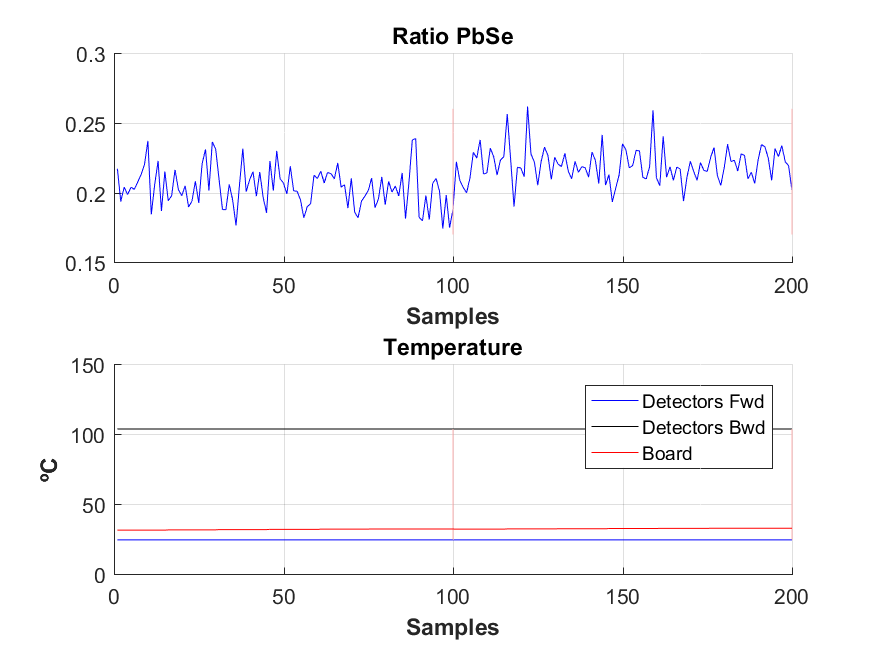 Ratio PbSe
0.3
0.25
0.2
0.15
0
50
100
150
200
Samples
Temperature
150
100
50
0
ºC
Detectors Fwd
Detectors Bwd
Board
0
50
100
150
200
Samples